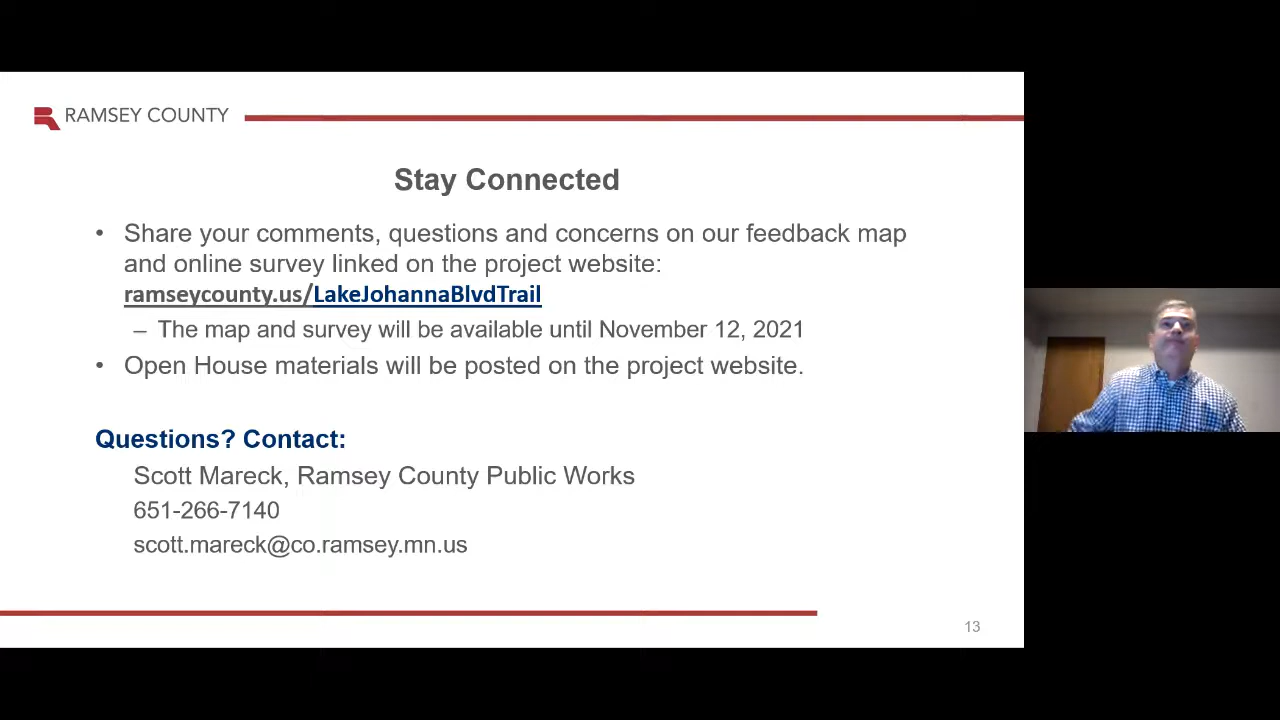 RAMSEY COUNTY
Stay Connected
• Share your comments, questions and concerns on our feedback map
and online survey linked on the project website:
ramseycounty.us/LakeJohannaBlvdTrail
– The map and survey will be available until November 12, 2021
• Open House materials will be posted on the project website.
Questions? Contact:
Scott Mareck, Ramsey County Public Works
651-266-7140
scott.mareck@co.ramsey.mn.us
13